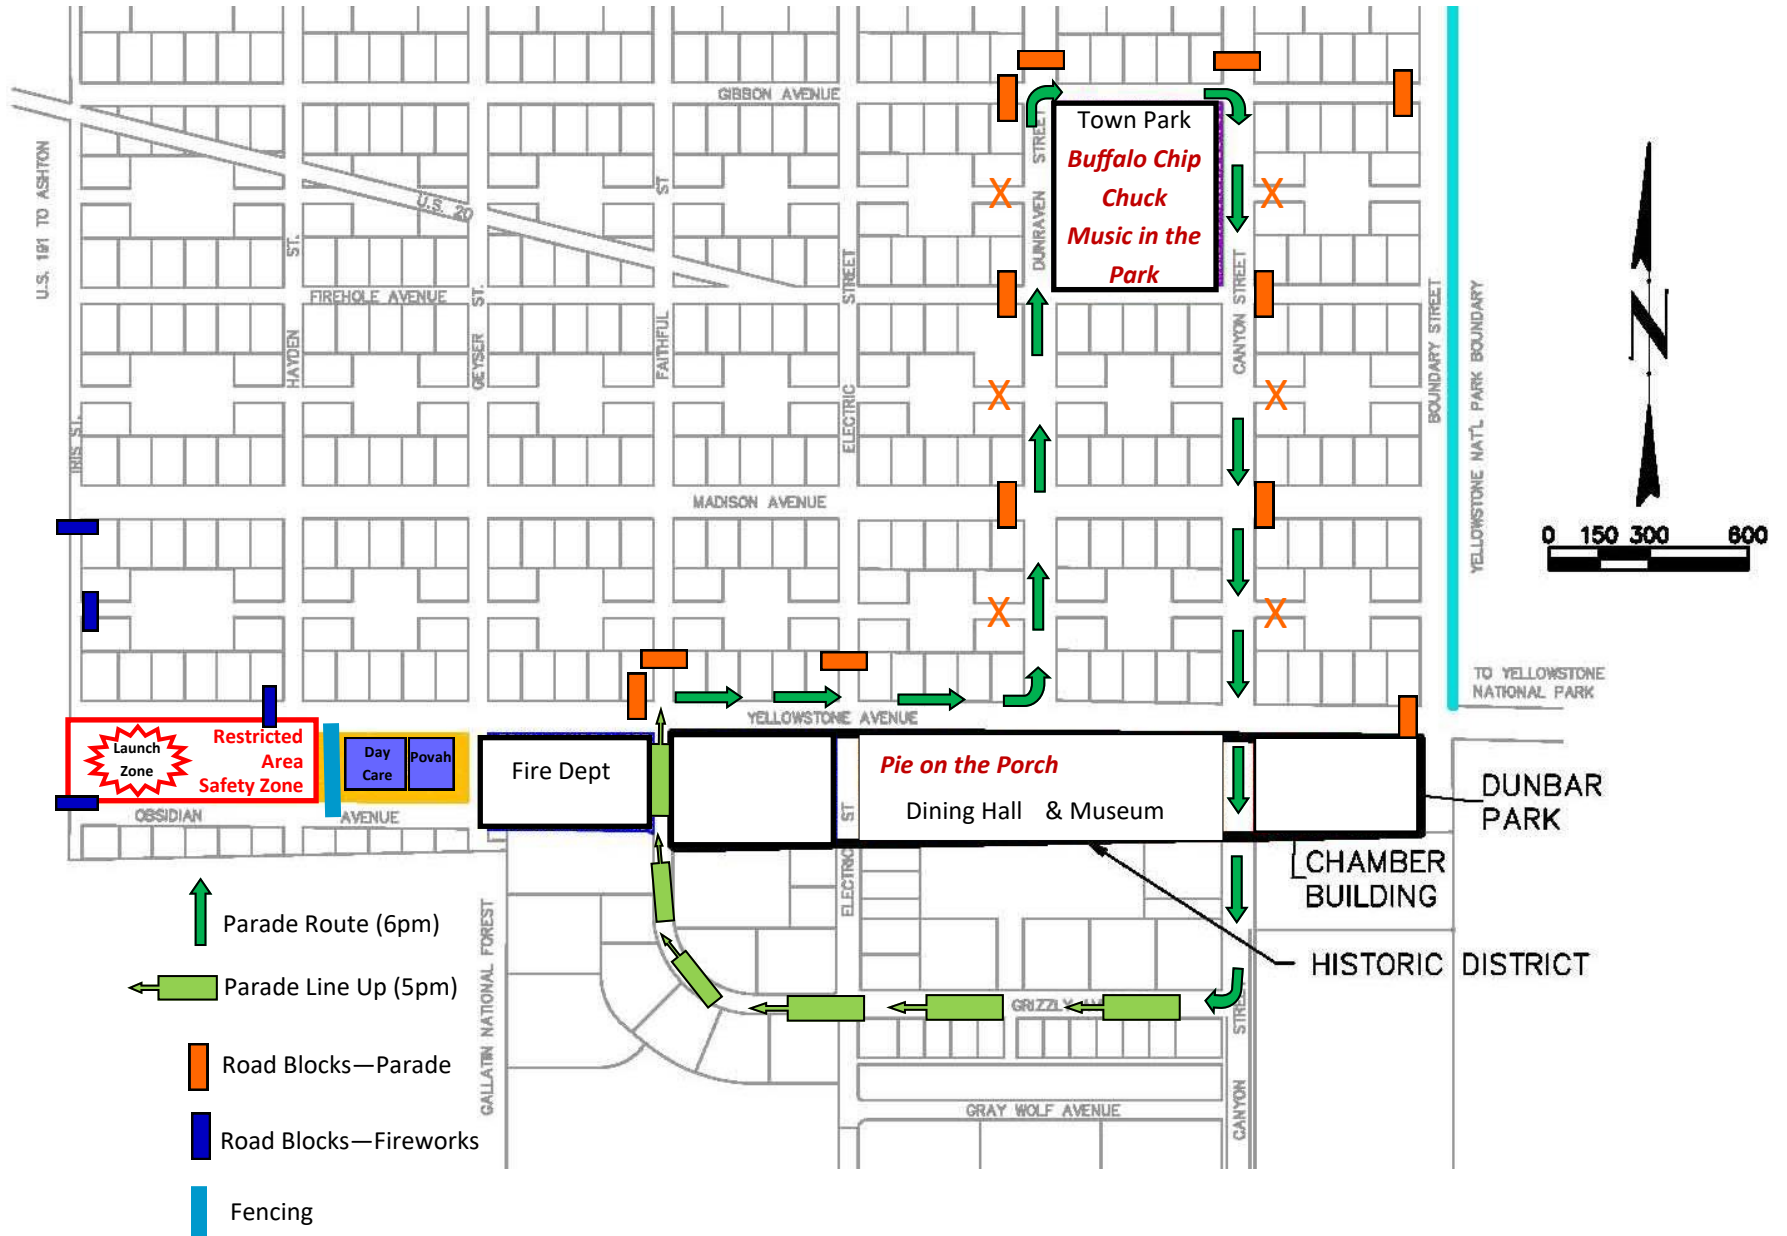 GIBBON AVENUE
U.S. 191 TO ASHTON
U.S. 20
ST
ST.
STREET
DUNRAVEN STREET
Town Park
Buffalo Chip
Chuck
Music in the
Park
CANYON STREET
BOUNDARY STREET
YELLOWSTONE NAT'L PARK BOUNDARY
N
0 150 300 600
FIREHOLE AVENUE
HAYDEN
GEYSER ST.
FAITHFUL
ELECTRIC
IRIS ST.
MADISON AVENUE
X
X
X
X
X
X
TO YELLOWSTONE
NATIONAL PARK
YELLOWSTONE AVENUE
Launch
Zone
Restricted
Area
Safety Zone
Day
Care
Povah
Fire Dept
Pie on the Porch
Dining Hall & Museum
OBSIDIAN
AVENUE
ELECTRIC ST
DUNBAR
PARK
CHAMBER
BUILDING
HISTORIC DISTRICT
GALLATIN NATIONAL FOREST
GRIZZLY
CANYON STREET
GRAY WOLF AVENUE
Parade Route (6pm)
Parade Line Up (5pm)
Road Blocks—Parade
Road Blocks—Fireworks
Fencing